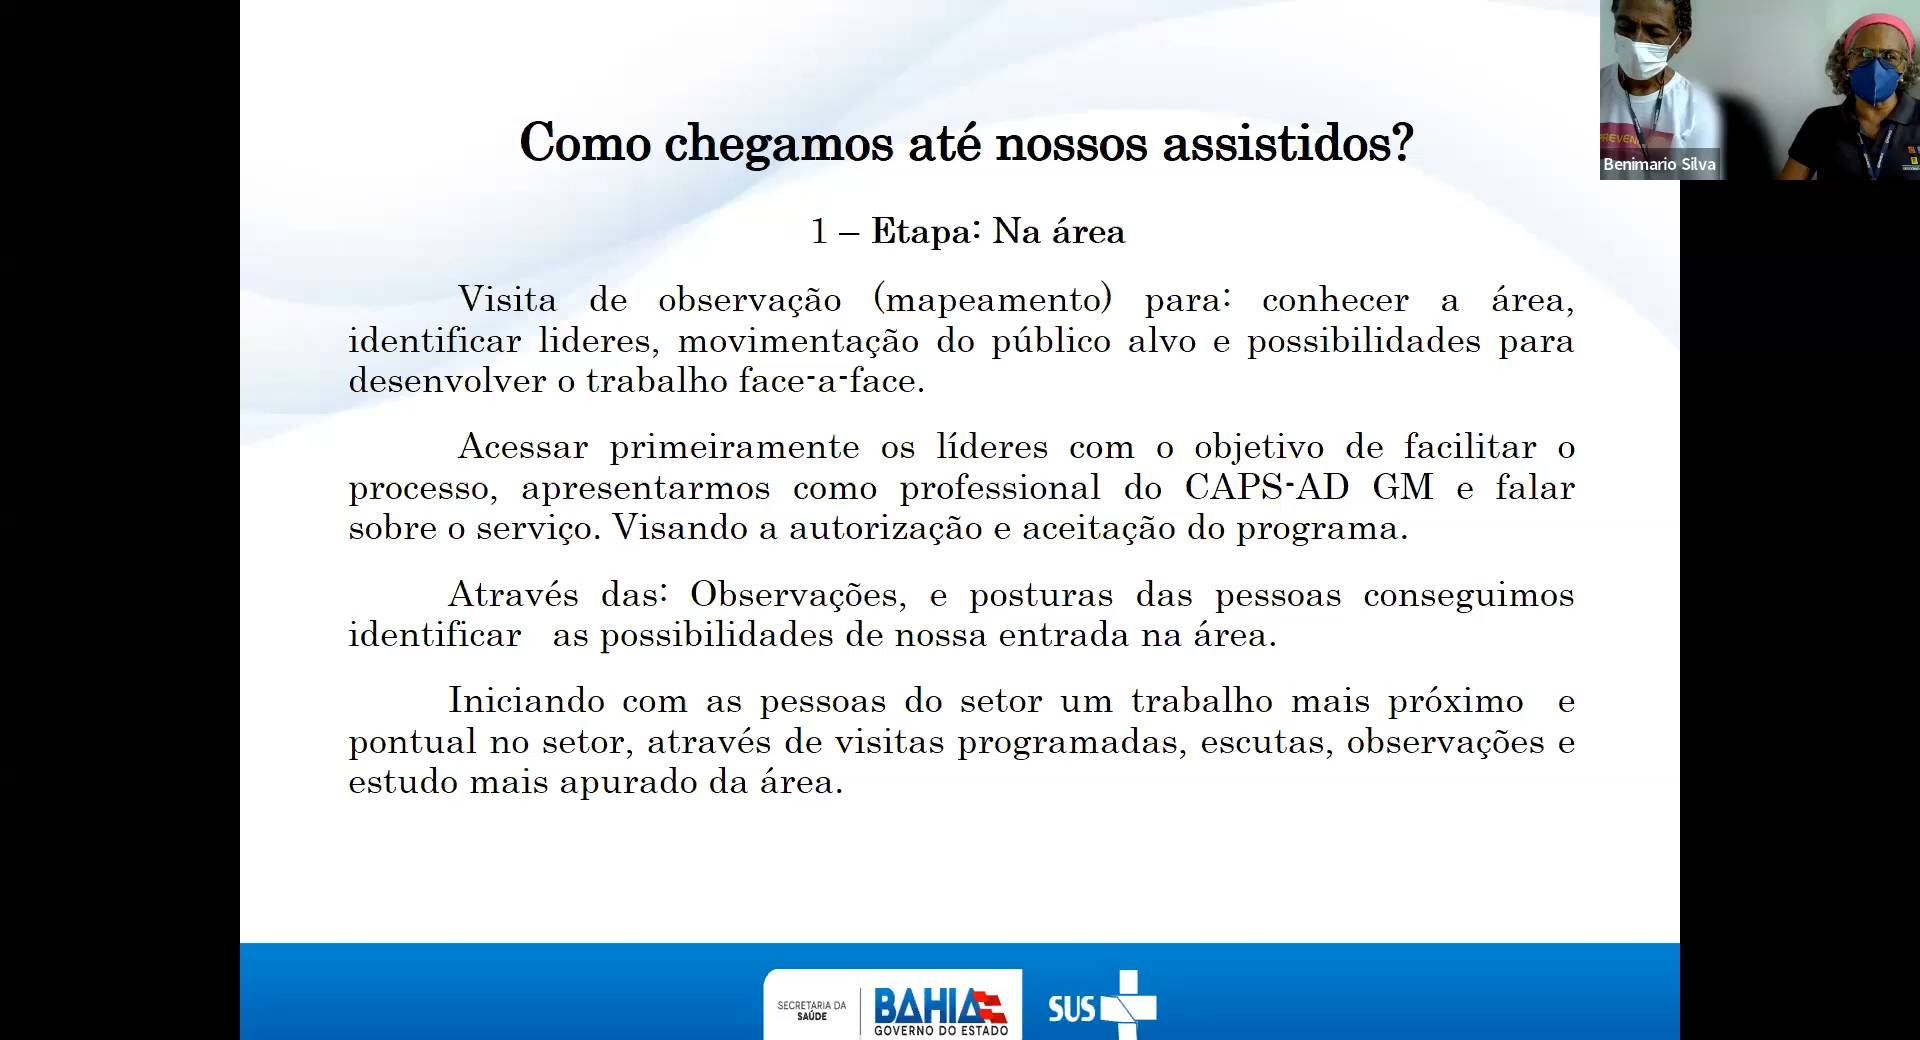 Como chegamos até nossos assistidos?
1 – Etapa: Na área
Visita de observação (mapeamento) para: conhecer a área,
identificar lideres, movimentação do público alvo e possibilidades para
desenvolver o trabalho face-a-face.
Acessar primeiramente os líderes com o objetivo de facilitar o
processo, apresentarmos como professional do CAPS-AD GM e falar
sobre o serviço. Visando a autorização e aceitação do programa.
Através das: Observações, e posturas das pessoas conseguimos
identificar as possibilidades de nossa entrada na área.
Iniciando com as pessoas do setor um trabalho mais próximo e
pontual no setor, através de visitas programadas, escutas, observações e
estudo mais apurado da área.
Benimario Silva
SECRETARIA DA
SAÚDE
BAHIA
GOVERNO DO ESTADO
SUS